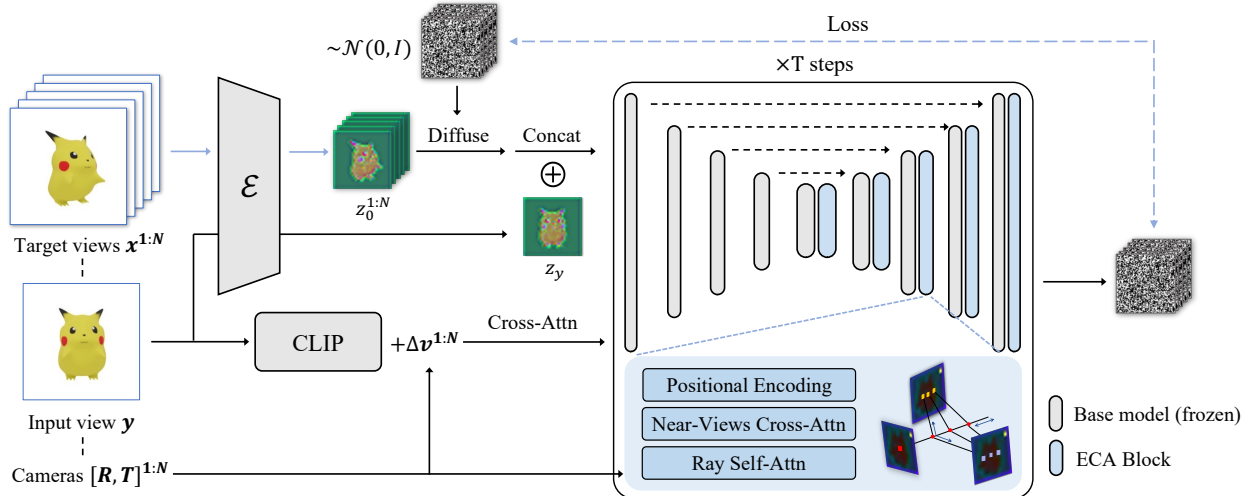 Loss
~𝒩(0, I)
×T steps
Diffuse
Concat
ℰ
⊕
z₀^{1:N}
Target views x^{1:N}
z_y
CLIP
+Δv^{1:N}
Cross-Attn
Positional Encoding
Near-Views Cross-Attn
Ray Self-Attn
Input view y
Cameras [R, T]^{1:N}
Base model (frozen)
ECA Block